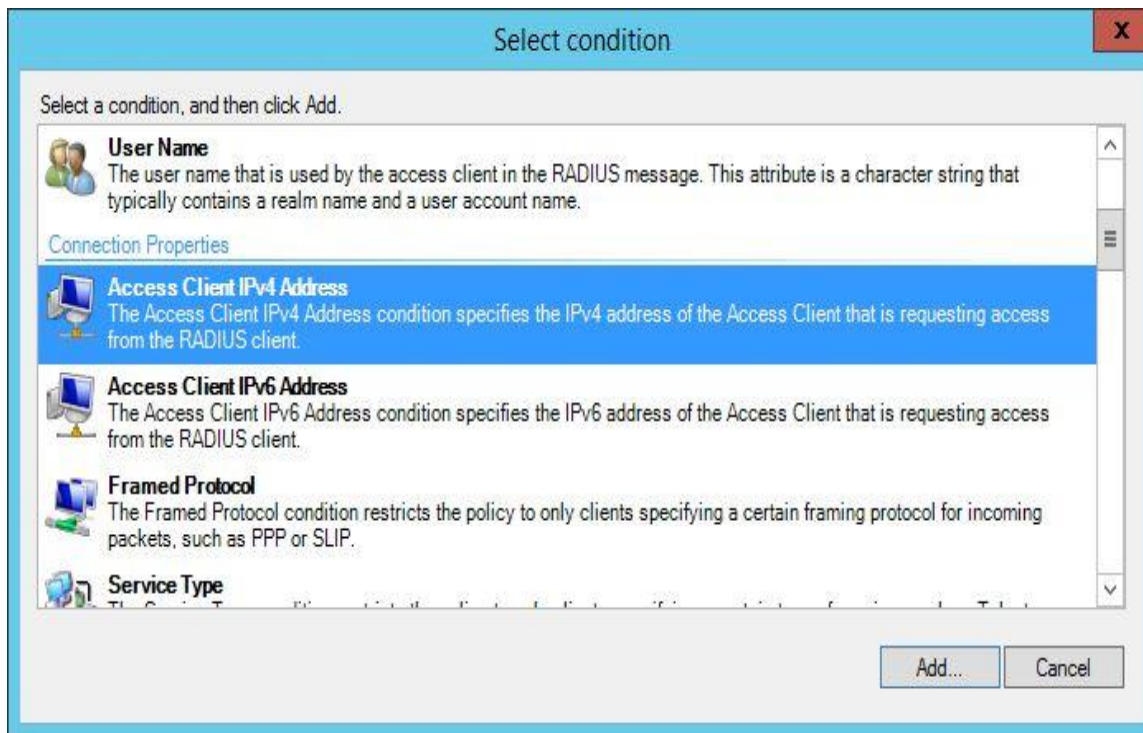 Select condition
X
Select a condition, and then click Add.
User Name
The user name that is used by the access client in the RADIUS message. This attribute is a character string that
typically contains a realm name and a user account name.
Connection Properties
Access Client IPv4 Address
The Access Client IPv4 Address condition specifies the IPv4 address of the Access Client that is requesting access
from the RADIUS client.
Access Client IPv6 Address
The Access Client IPv6 Address condition specifies the IPv6 address of the Access Client that is requesting access
from the RADIUS client.
Framed Protocol
The Framed Protocol condition restricts the policy to only clients specifying a certain framing protocol for incoming
packets, such as PPP or SLIP.
Service Type
Add...
Cancel